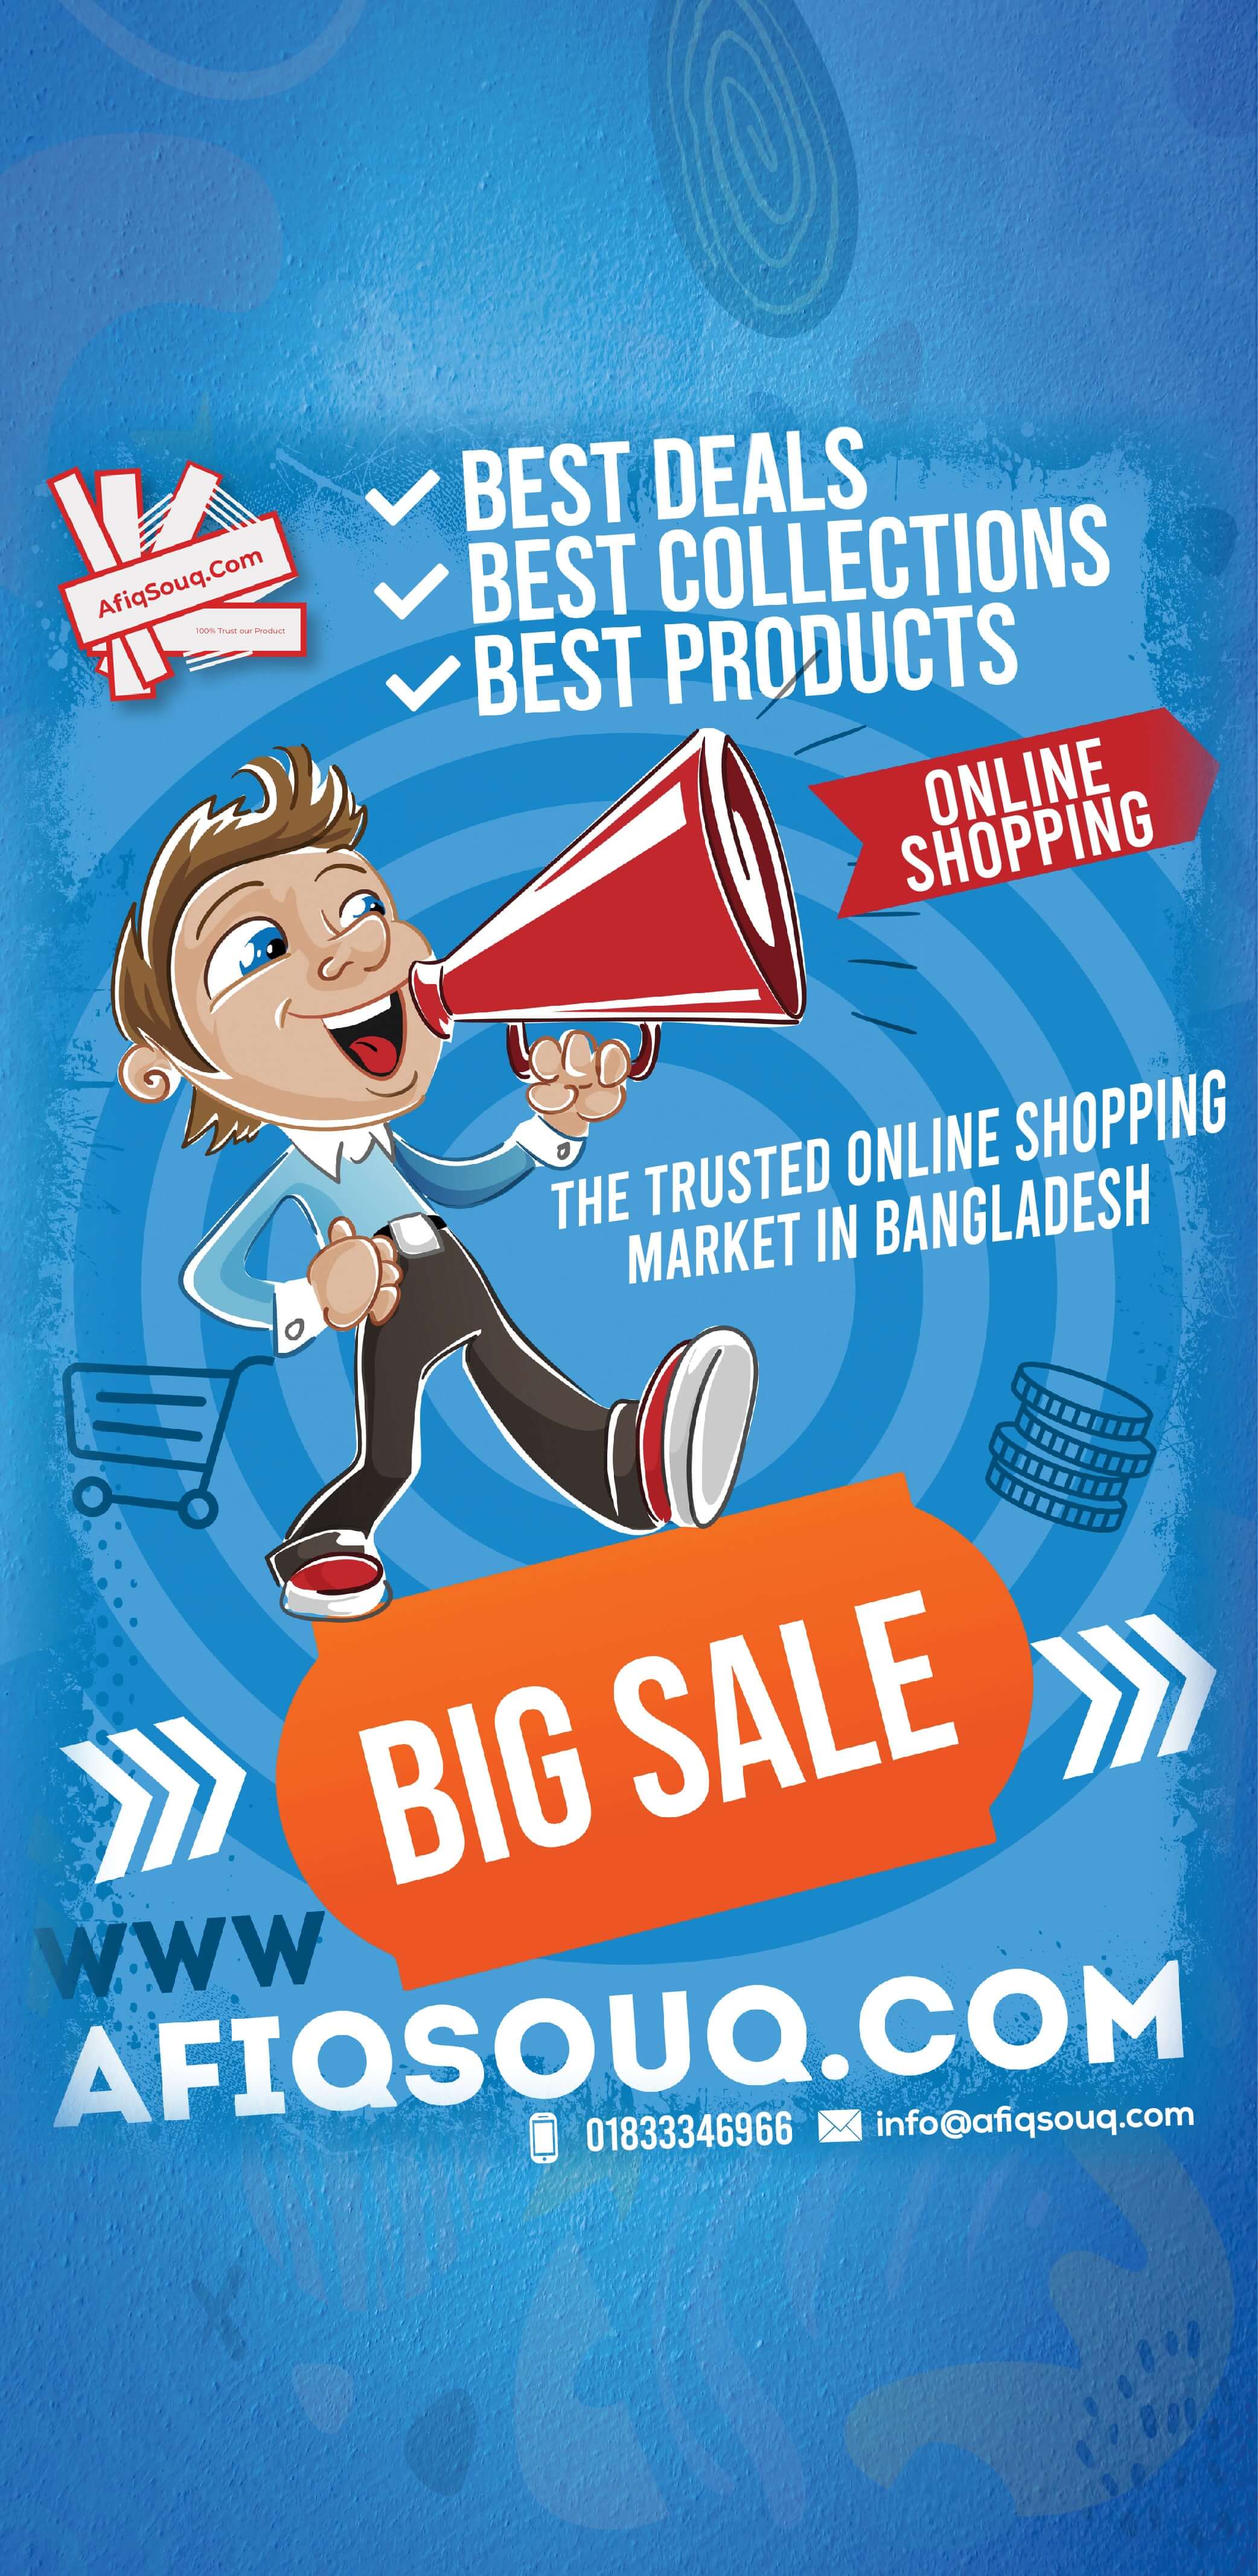 BEST DEALS
BEST COLLECTIONS
BEST PRODUCTS
AfiqSouq.Com
100% Trust our Product
ONLINE
SHOPPING
THE TRUSTED ONLINE SHOPPING
MARKET IN BANGLADESH
BIG SALE
WWW
AFIQSOUQ.COM
01833346966 info@afiqsouq.com